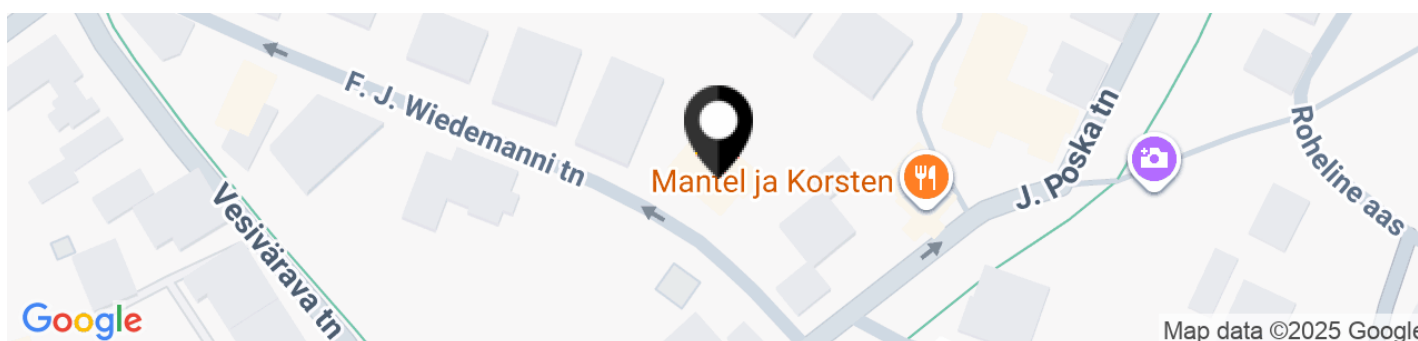 F. J. Wiedemanni tn
Mantel ja Korsten
J. Poska tn
Roheline aas
Vesivärava tn
Google
Map data ©2025 Google